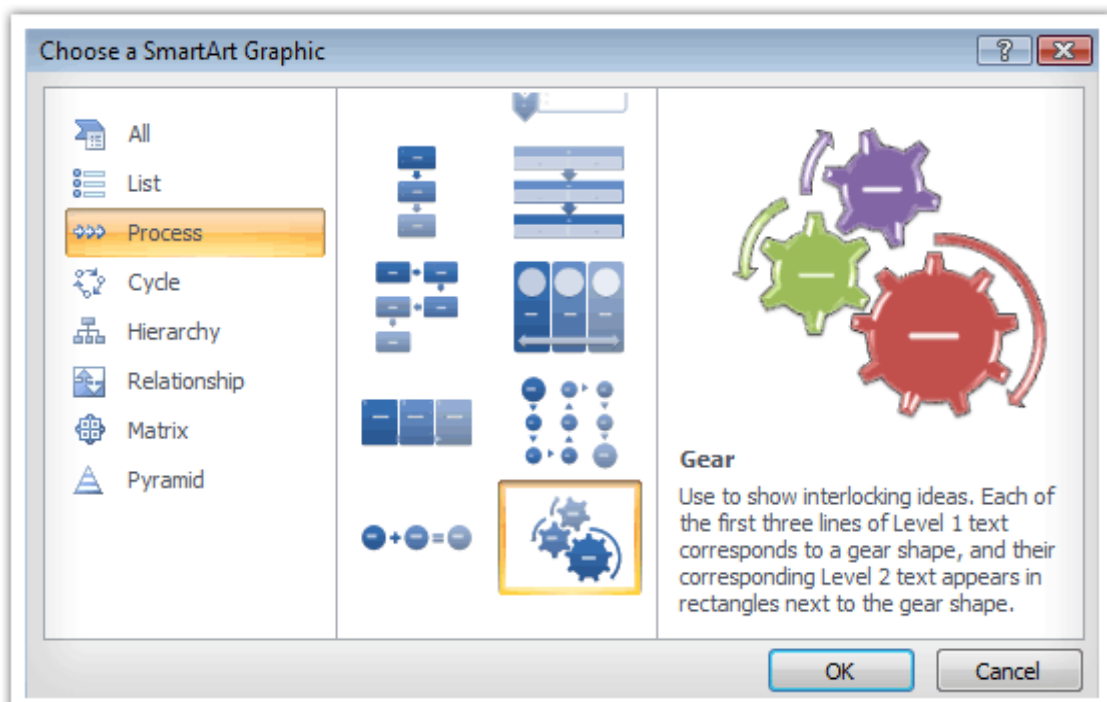 Choose a SmartArt Graphic
All
List
Process
Cycle
Hierarchy
Relationship
Matrix
Pyramid
Gear
Use to show interlocking ideas. Each of
the first three lines of Level 1 text
corresponds to a gear shape, and their
corresponding Level 2 text appears in
rectangles next to the gear shape.
OK
Cancel